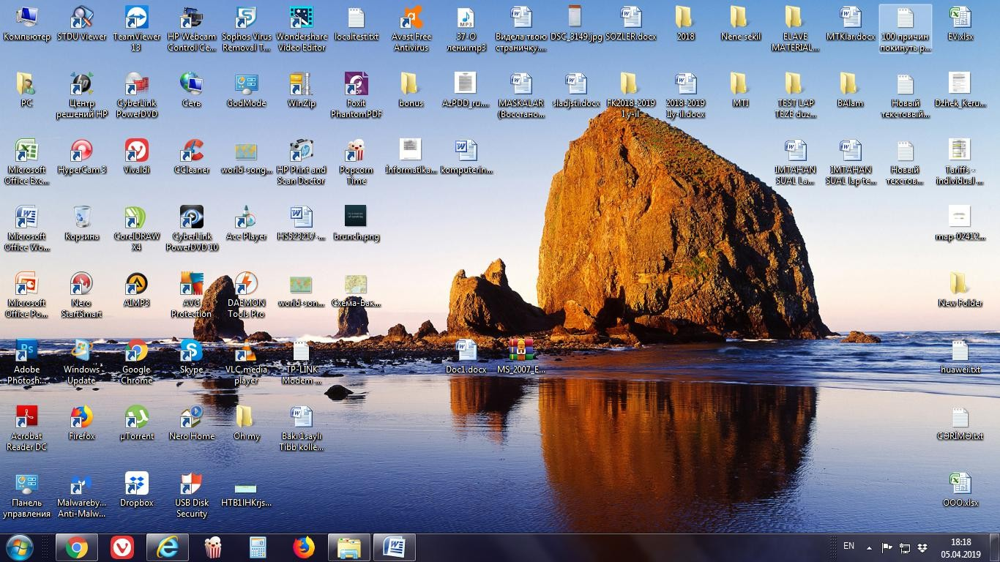 Компьютер
STDU Viewer
TeamViewer
13
HP Webcam
Control Ce...
Sophos Virus
Removal T...
Wondershare
Video Editor
localtest.txt
Avast Free
Antivirus
37-О
лени.mp3
Видела твою
страничку....
DSC_3149.jpg
SOZLER.docx
2018
Nene sekil
ELAVE
MATERIAL...
MTKlar.docx
100 причин
покинуть р...
EV.xlsx
PC
Центр
решений HP
CyberLink
PowerDVD
Сеть
GodMode
WinZip
Foxit
PhantomPDF
bonus
AzPDD_ru....
MASKALAR
(Восстано...
sladjsti.docx
FK2018-2019
I y-il
2018-2019
IIy-il.docx
MTI
TEST LAP
TEZE duz...
BAlam
Новый
текстовый...
Dzhek_Keru...
Microsoft
Office Exc...
HyperCam 3
Vivaldi
CCleaner
world-song...
HP Print and
Scan Doctor
Popcorn
Time
İnformatika...
komputerin...
IMTAHAN
SUAL La...
IMTAHAN
SUAL lap te...
Новый
текстов...
Tariffs -
individual ...
Microsoft
Office Wo...
Корзина
CorelDRAW
X4
CyberLink
PowerDVD 10
Ace Player
HS523217-...
brunch.png
map-02412...
Microsoft
Office Po...
Nero
StartSmart
AIMP3
AVG
Protection
DAEMON
Tools Pro
world-son...
Схема-Бак...
New Folder
Adobe
Photosh...
Windows
Update
Google
Chrome
Skype
VLC media
player
TP-LINK
Modem ...
Doc1.docx
MS_2007_E...
huawei.txt
Acrobat
Reader DC
Firefox
µTorrent
Nero Home
Oh my
Bakı 1saylı
Tibb kolle...
CƏRİMƏ.txt
Панель
управления
Malwareby...
Anti-Malw...
Dropbox
USB Disk
Security
HTB1IHKrjs...
OOO.xlsx
EN
18:18
05.04.2019